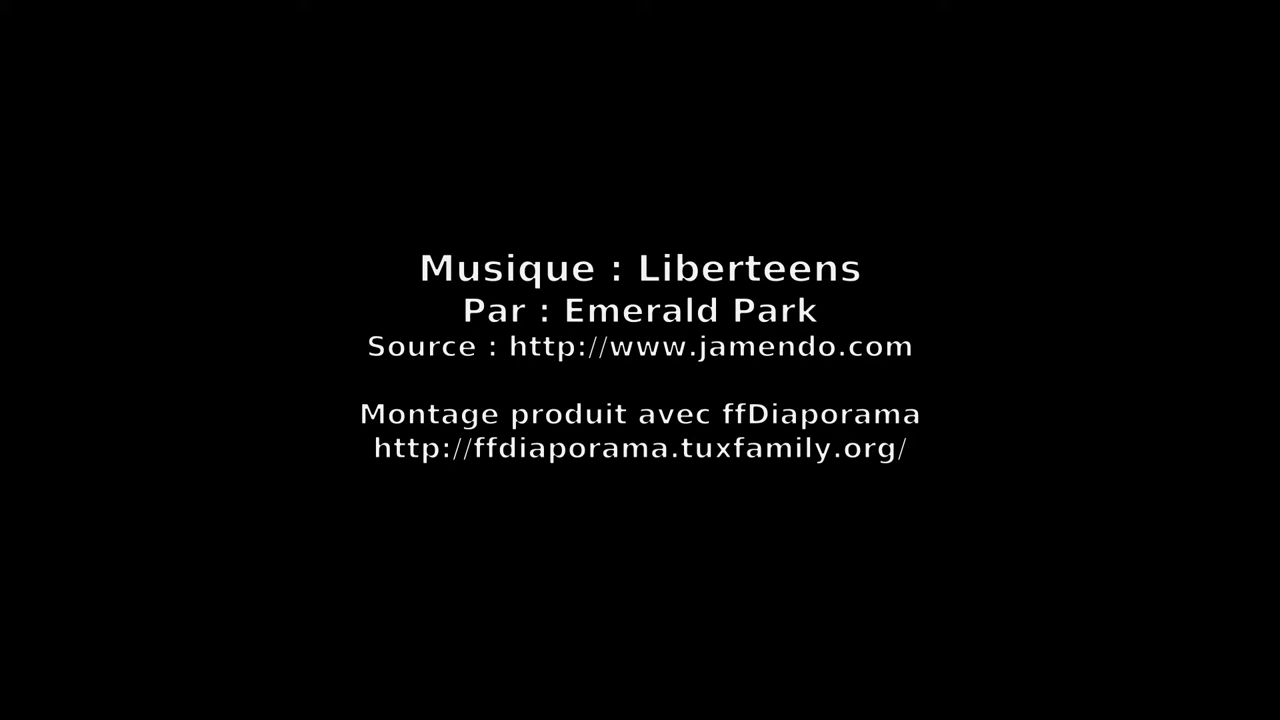 Musique : Liberteens
Par : Emerald Park
Source : http://www.jamendo.com
Montage produit avec ffDiaporama
http://ffdiaporama.tuxfamily.org/